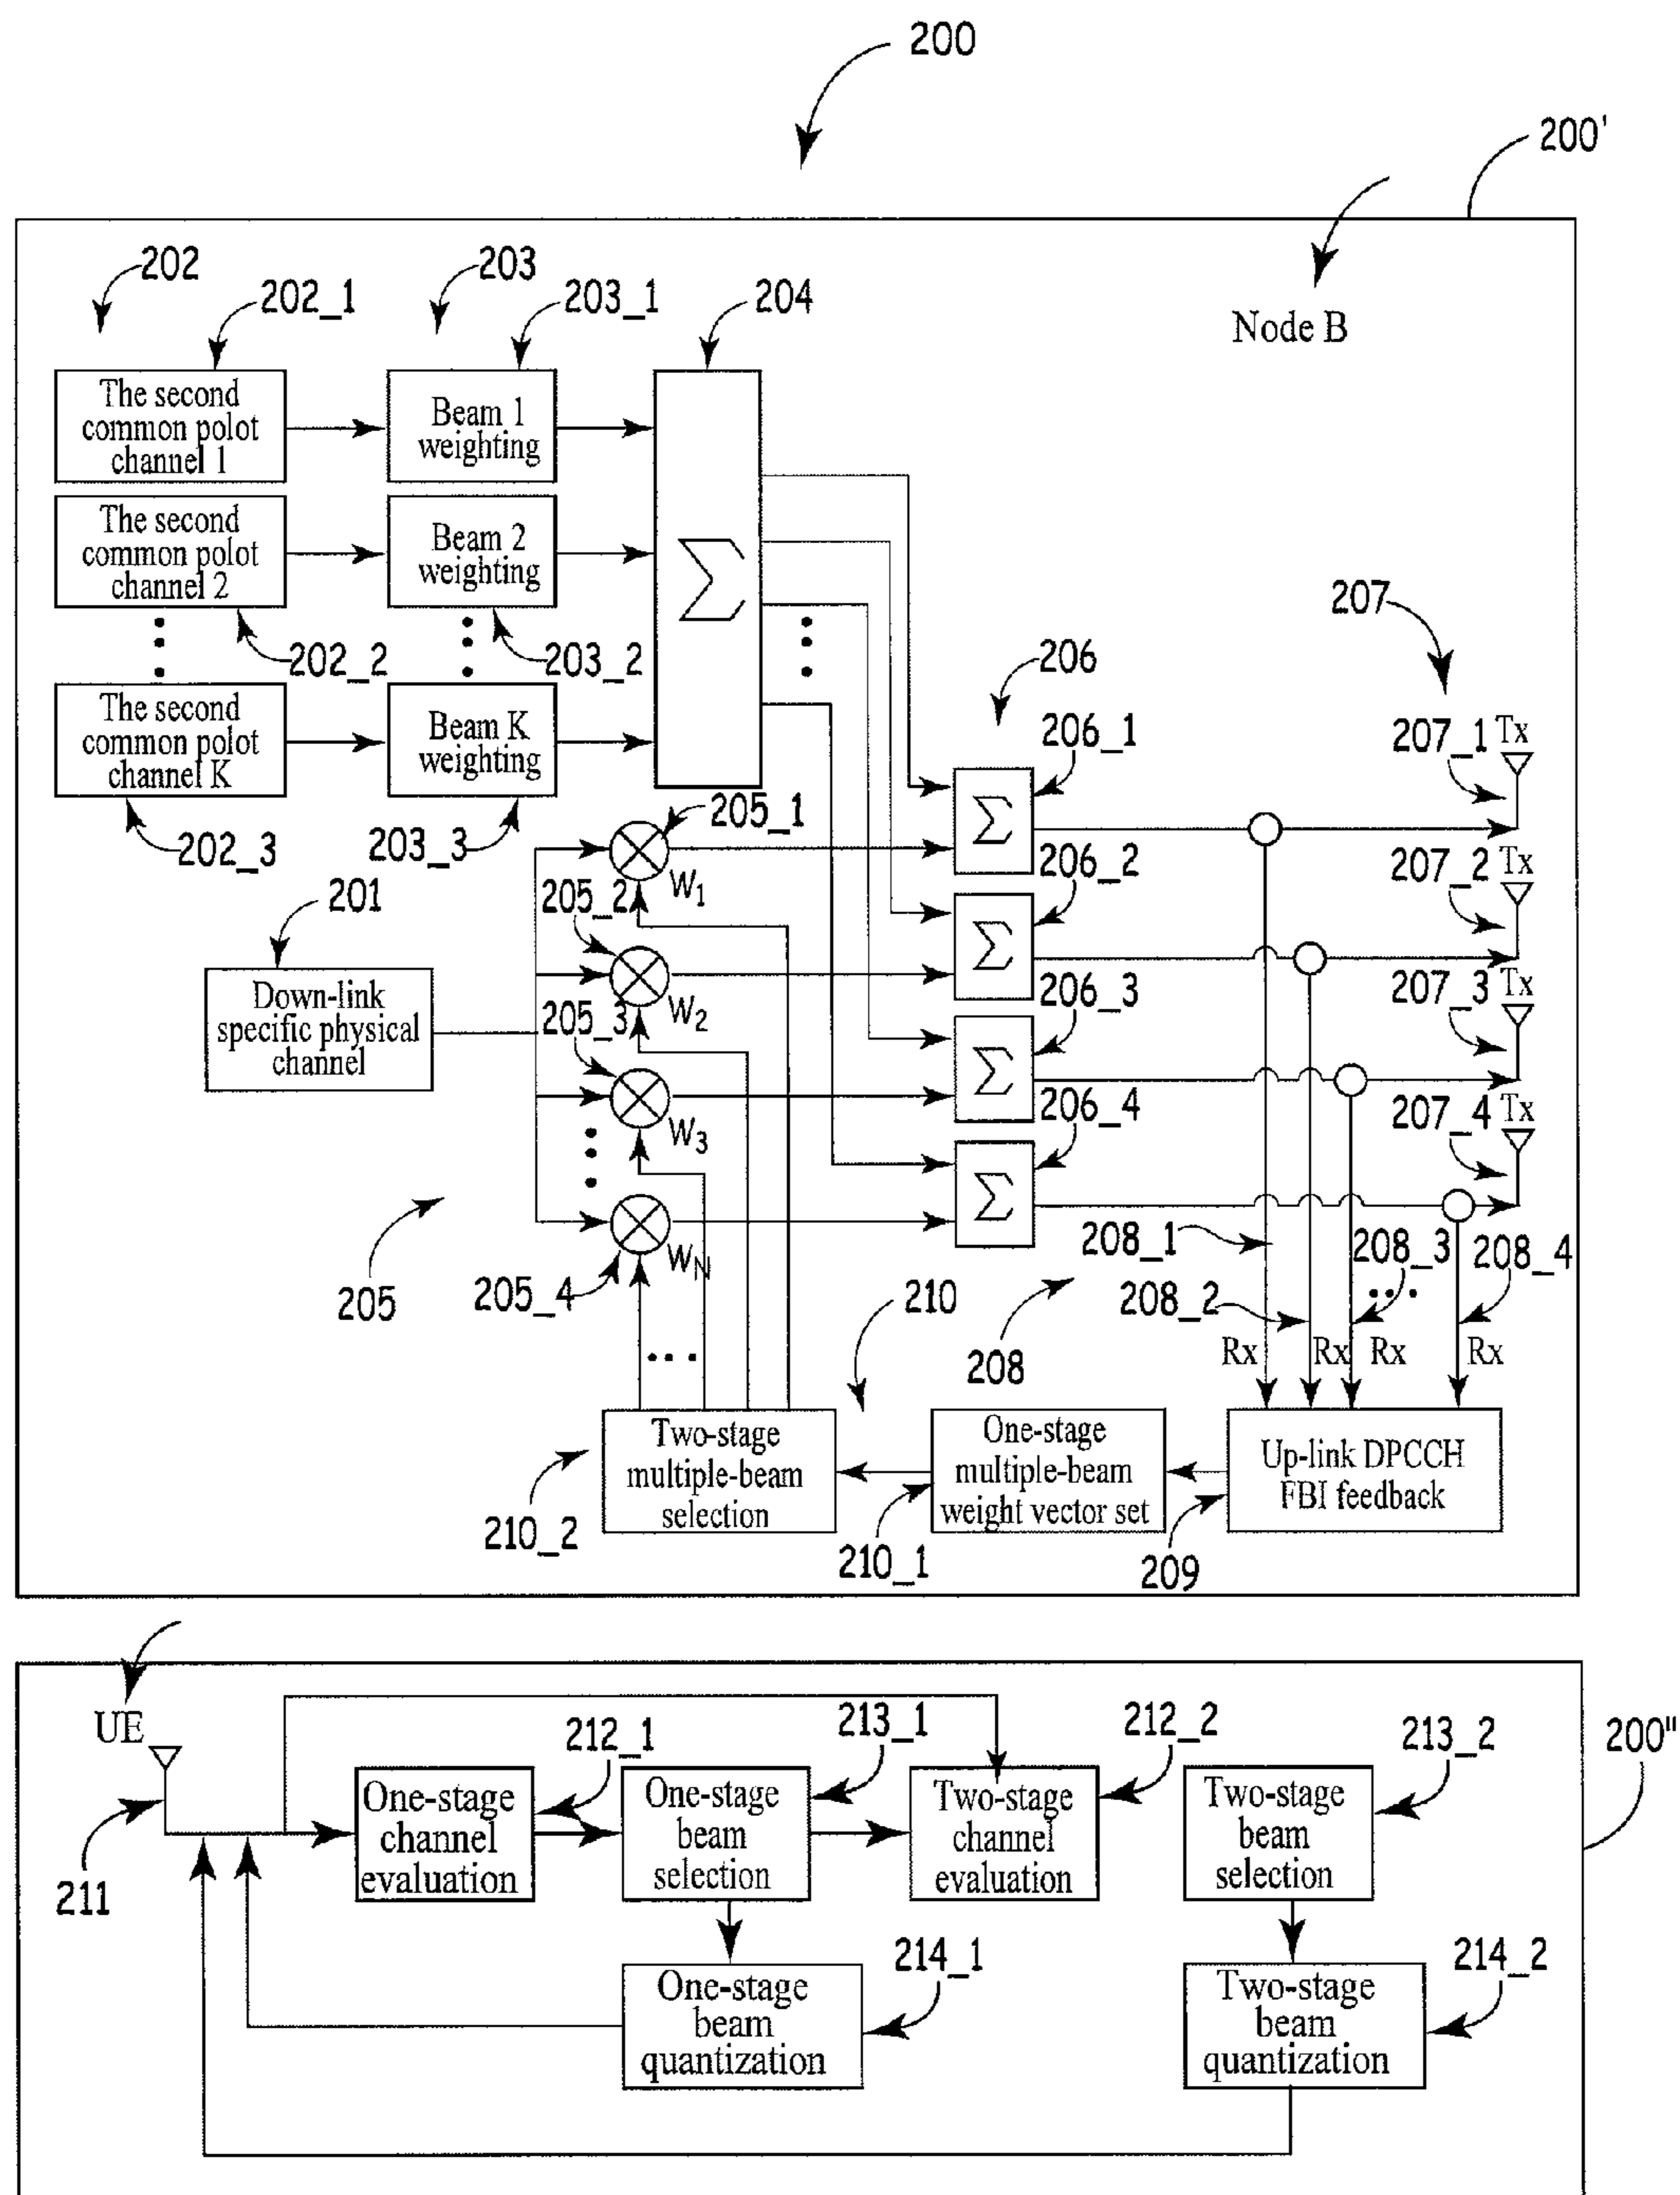 200
200'
Node B
202
202_1
203
203_1
204
The second
common polot
channel 1
Beam 1
weighting
The second
common polot
channel 2
Beam 2
weighting
Σ
202_2
203_2
The second
common polot
channel K
Beam K
weighting
202_3
203_3
206
207
206_1
207_1
Tx
Σ
205_1
W1
206_2
207_2
Tx
Σ
201
205_2
Down-link
specific physical
channel
W2
206_3
207_3
Tx
Σ
205_3
W3
206_4
207_4
Tx
Σ
205
205_4
WN
208_1
208_2
208_3
208_4
208
210
Rx
Rx
Rx
Rx
Two-stage
multiple-beam
selection
One-stage
multiple-beam
weight vector set
Up-link DPCCH
FBI feedback
210_2
210_1
209
UE
211
212_1
213_1
212_2
213_2
200"
One-stage
channel
evaluation
One-stage
beam
selection
Two-stage
channel
evaluation
Two-stage
beam
selection
214_1
214_2
One-stage
beam
quantization
Two-stage
beam
quantization